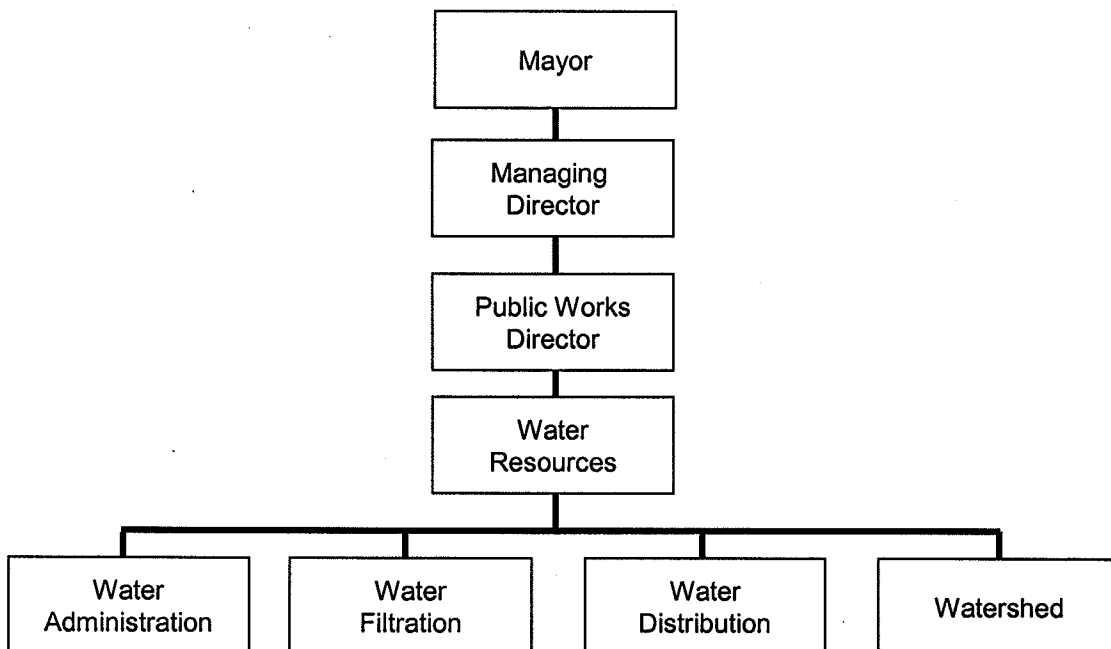 Mayor
Managing
Director
Public Works
Director
Water
Resources
Water
Administration
Water
Filtration
Water
Distribution
Watershed